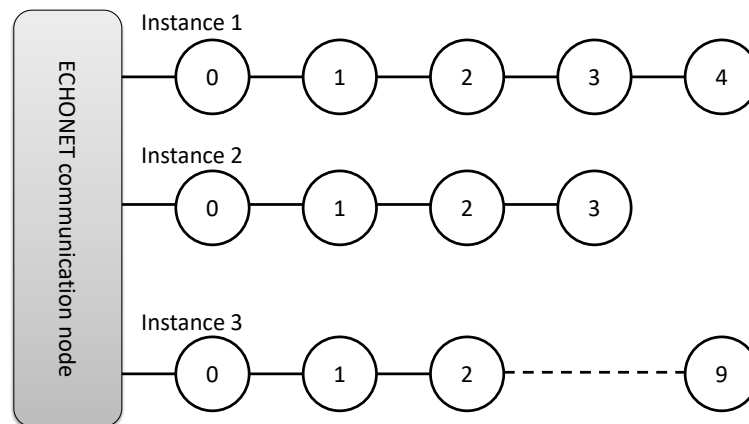 ECHONET communication node
Instance 1
0 1 2 3 4
Instance 2
0 1 2 3
Instance 3
0 1 2 9